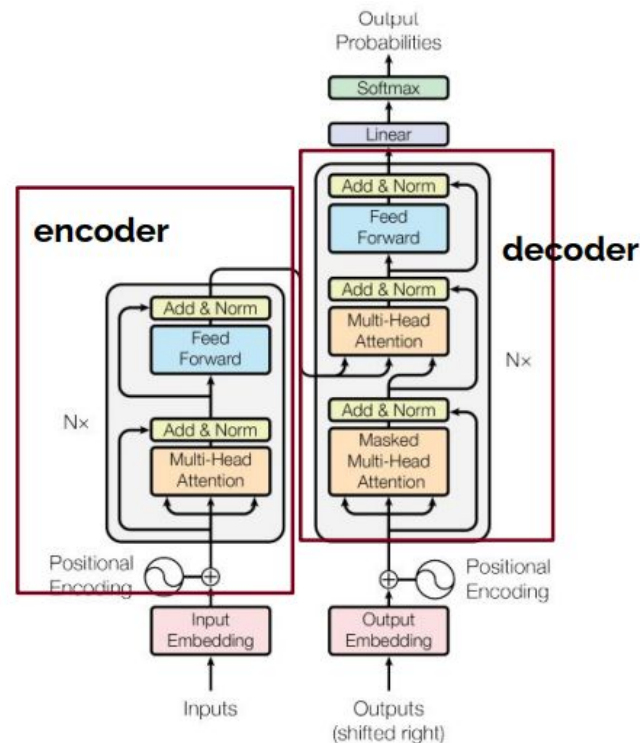 Output
Probabilities
Softmax
Linear
Add & Norm
Feed
Forward
Add & Norm
Multi-Head
Attention
Add & Norm
Masked
Multi-Head
Attention
decoder
N×
Positional
Encoding
Output
Embedding
Outputs
(shifted right)
encoder
Add & Norm
Feed
Forward
N×
Add & Norm
Multi-Head
Attention
Positional
Encoding
Input
Embedding
Inputs